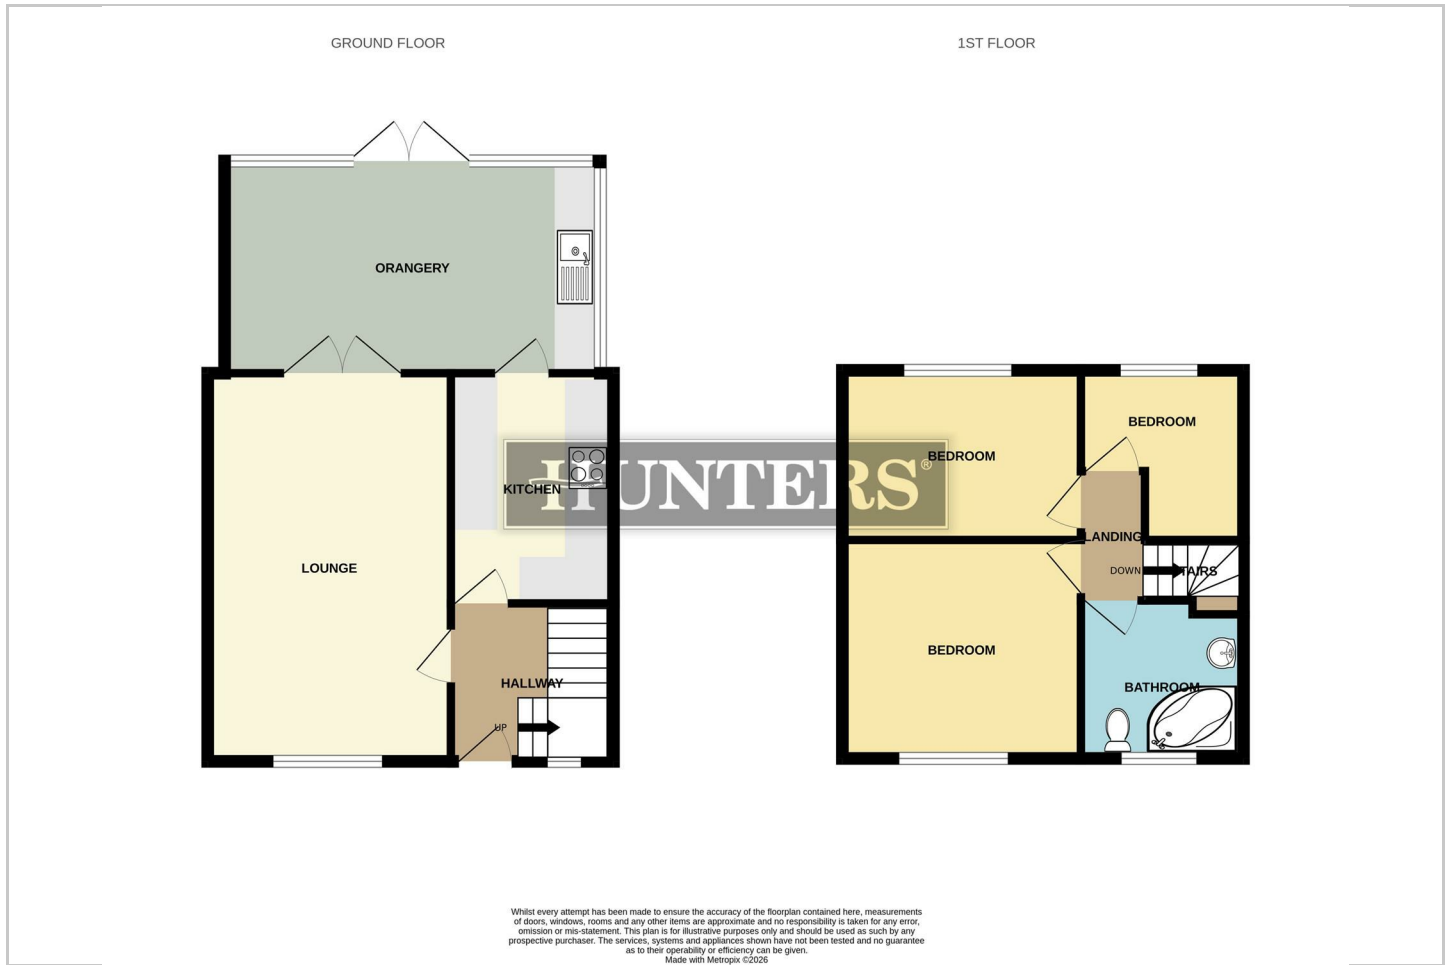 GROUND FLOOR
1ST FLOOR
ORANGERY
KITCHEN
LOUNGE
HALLWAY
UP
HUNTERS®
BEDROOM
BEDROOM
LANDING
DOWN
STAIRS
BEDROOM
BATHROOM
Whilst every attempt has been made to ensure the accuracy of the floorplan contained here, measurements
of doors, windows, rooms and any other items are approximate and no responsibility is taken for any error,
omission or mis-statement. This plan is for illustrative purposes only and should be used as such by any
prospective purchaser. The services, systems and appliances shown have not been tested and no guarantee
as to their operability or efficiency can be given.
Made with Metropix ©2026